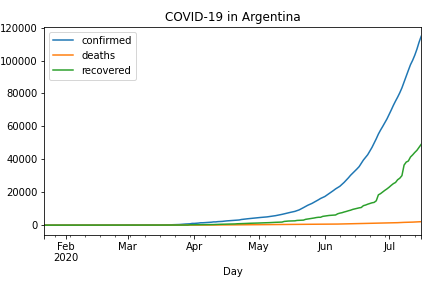 COVID-19 in Argentina
120000
100000
80000
60000
40000
20000
0
confirmed
deaths
recovered
Feb Mar Apr May Jun Jul
2020
Day